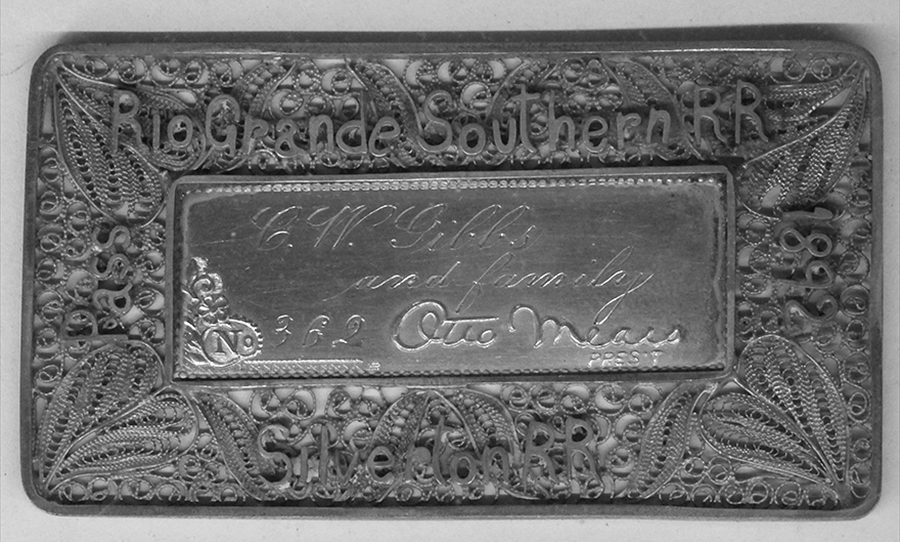 Rio Grande Southern RR
Pass
1892
C. W. Gibbs
and family
No 362
Otto Mears
PRES'T
Silverton RR